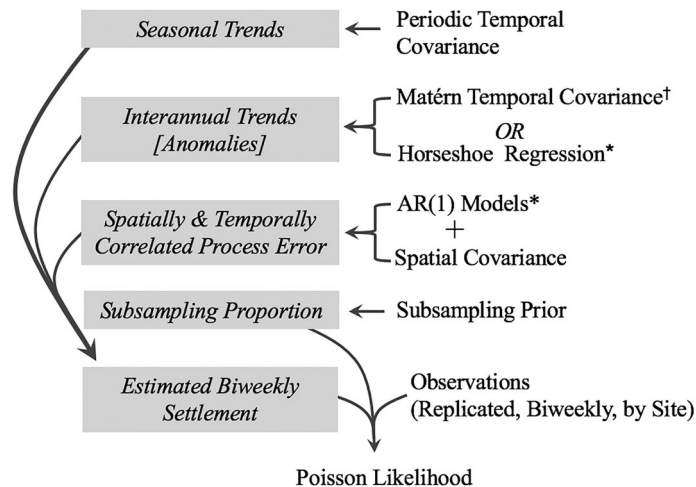 Seasonal Trends
Periodic Temporal
Covariance
Interannual Trends
[Anomalies]
Matérn Temporal Covariance†
OR
Horseshoe Regression*
Spatially & Temporally
Correlated Process Error
AR(1) Models*
+
Spatial Covariance
Subsampling Proportion
Subsampling Prior
Estimated Biweekly
Settlement
Observations
(Replicated, Biweekly, by Site)
Poisson Likelihood